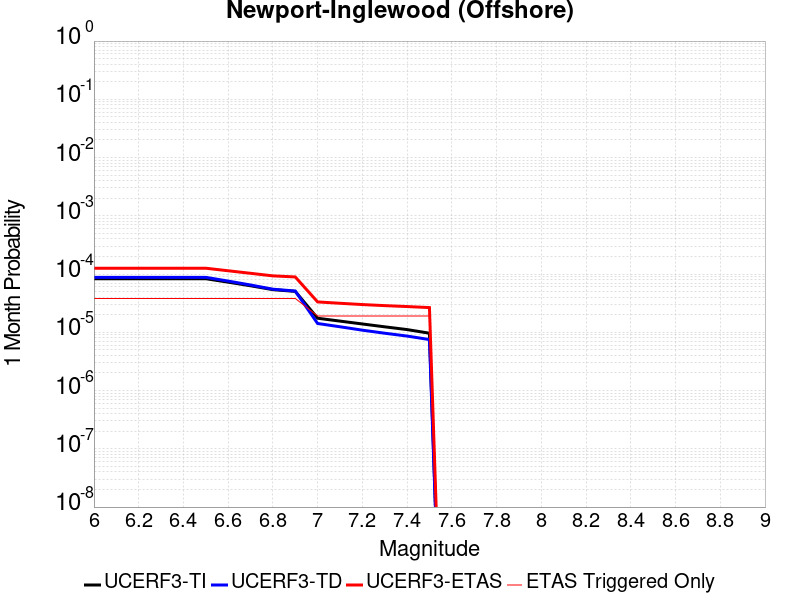 Newport-Inglewood (Offshore)
10^0
10^-1
10^-2
10^-3
10^-4
10^-5
10^-6
10^-7
10^-8
1 Month Probability
6 6.2 6.4 6.6 6.8 7 7.2 7.4 7.6 7.8 8 8.2 8.4 8.6 8.8 9
Magnitude
UCERF3-TI UCERF3-TD UCERF3-ETAS ETAS Triggered Only